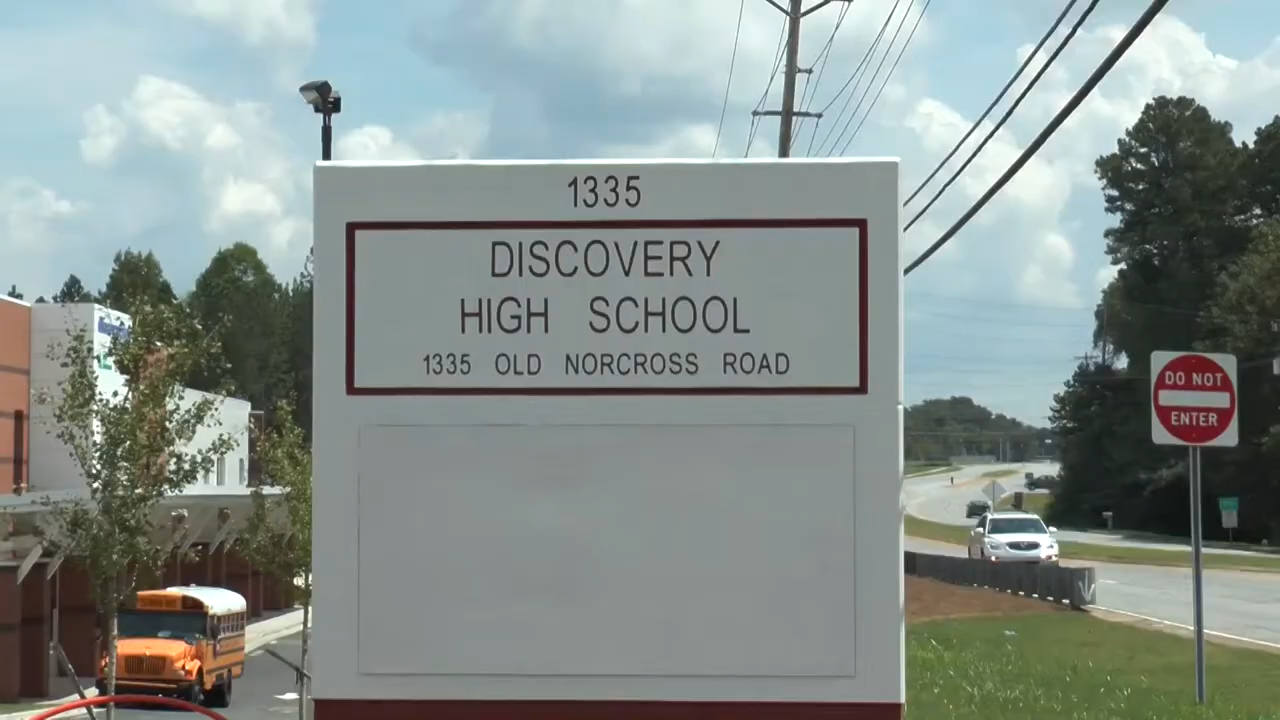 1335
DISCOVERY
HIGH SCHOOL
1335 OLD NORCROSS ROAD
DO NOT
ENTER